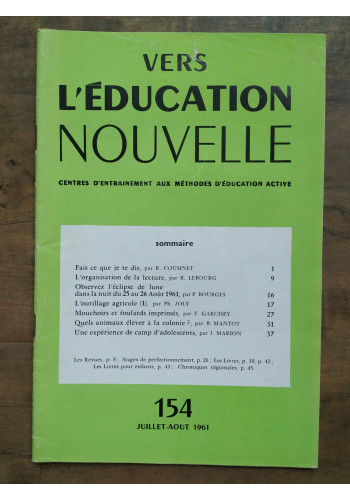 VERS
L'ÉDUCATION
NOUVELLE
CENTRES D'ENTRAINEMENT AUX MÉTHODES D'ÉDUCATION ACTIVE
sommaire
Fais ce que je te dis, par R. COUSINET 1
L'organisation de la lecture, par R. LEBOURG 9
Observez l'éclipse de lune
dans la nuit du 25 au 26 Août 1961, par P. BOURGES 16
L'outillage agricole (I), par Ph. JOLY 17
Mouchoirs et foulards imprimés, par F. GARCHEY 27
Quels animaux élever à la colonie ?, par B. MANTOY 31
Une expérience de camp d'adolescents, par J. MARION 37
Les Revues, p. 8 ; Stages de perfectionnement, p. 26 ; Les Livres, p. 30, p. 42 ;
Les Livres pour enfants, p. 43 ; Chroniques régionales, p. 45.
154
JUILLET-AOUT 1961